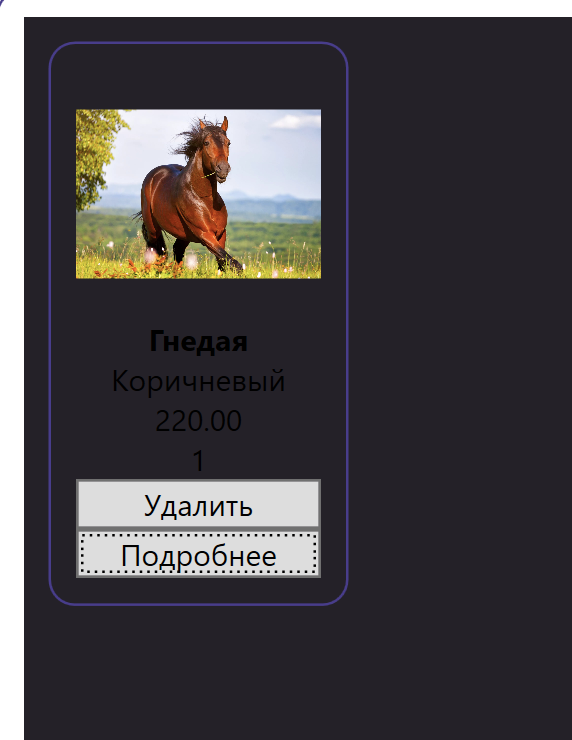 Гнедая
Коричневый
220.00
1
Удалить
Подробнее